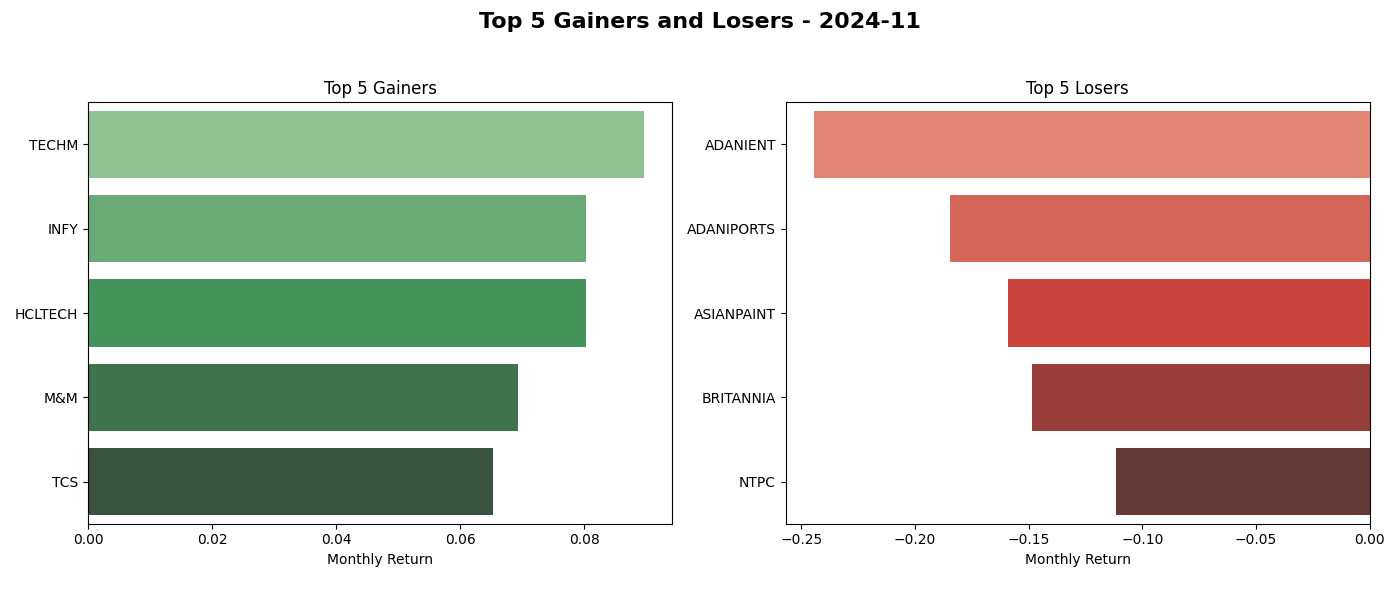 Top 5 Gainers and Losers - 2024-11
Top 5 Gainers
TECHM
INFY
HCLTECH
M&M
TCS
0.00 0.02 0.04 0.06 0.08
Monthly Return
Top 5 Losers
ADANIENT
ADANIPORTS
ASIANPAINT
BRITANNIA
NTPC
−0.25 −0.20 −0.15 −0.10 −0.05 0.00
Monthly Return